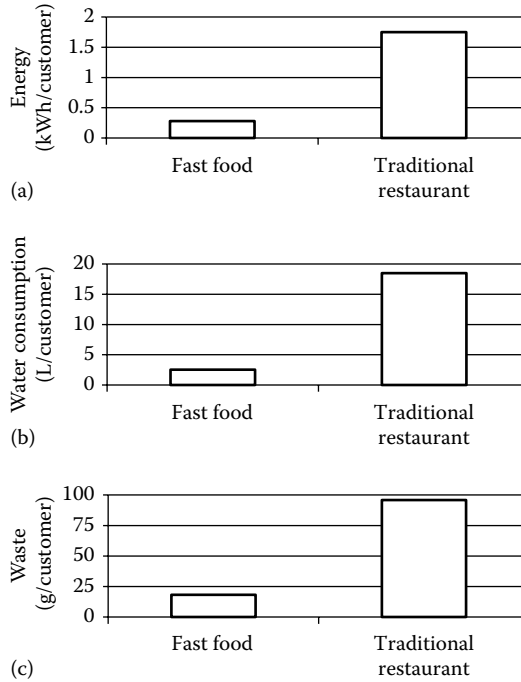 Energy
(kWh/customer)
2
1.5
1
0.5
0
Fast food
Traditional
restaurant
(a)
Water consumption
(L/customer)
20
15
10
5
0
Fast food
Traditional
restaurant
(b)
Waste
(g/customer)
100
75
50
25
0
Fast food
Traditional
restaurant
(c)